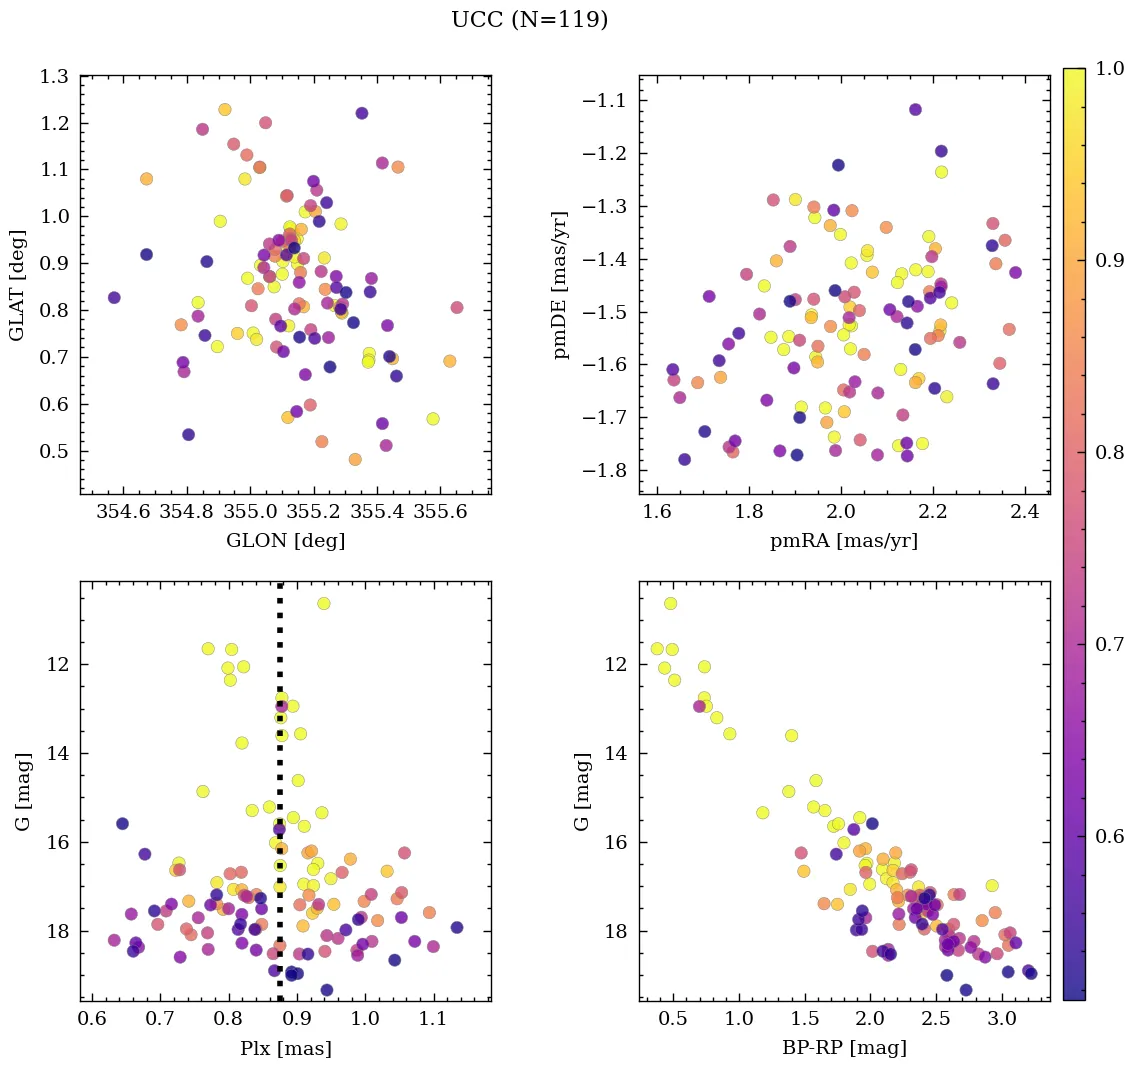 UCC (N=119)
1.3
1.2
1.1
1.0
0.9
0.8
0.7
0.6
0.5
GLAT [deg]
354.6 354.8 355.0 355.2 355.4 355.6
GLON [deg]
−1.1
−1.2
−1.3
−1.4
−1.5
−1.6
−1.7
−1.8
pmDE [mas/yr]
1.6 1.8 2.0 2.2 2.4
pmRA [mas/yr]
1.0
0.9
0.8
0.7
0.6
12
14
16
18
G [mag]
0.6 0.7 0.8 0.9 1.0 1.1
Plx [mas]
12
14
16
18
G [mag]
0.5 1.0 1.5 2.0 2.5 3.0
BP-RP [mag]